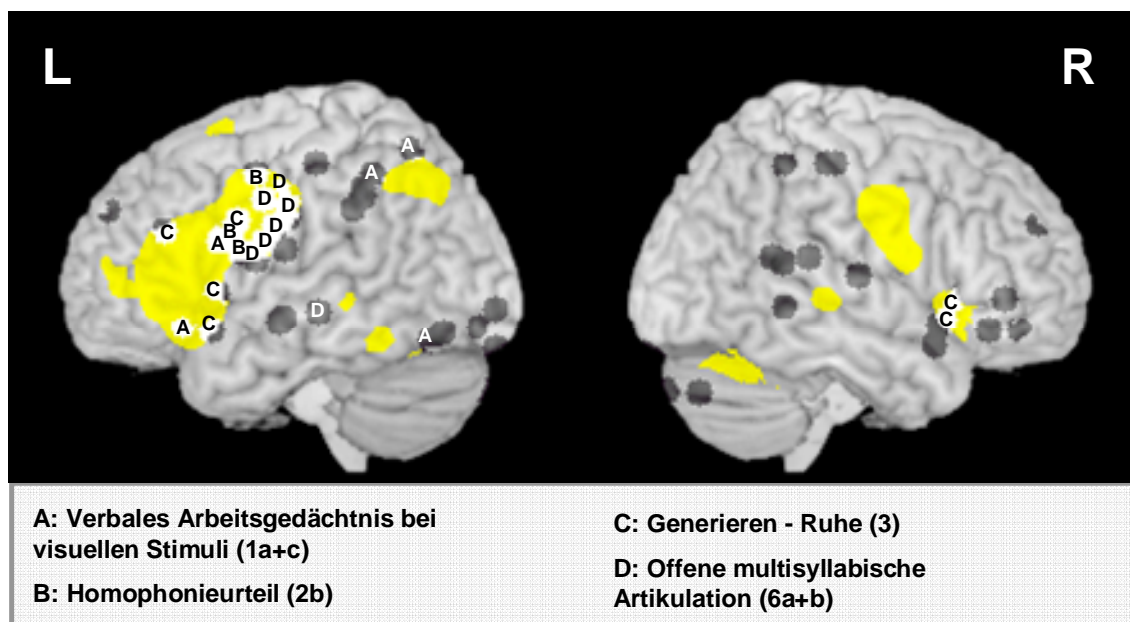 L
R
A
A
B
D
D
D
C
C
B
D
A
B
D
D
C
C
C
D
C
A
C
A
A: Verbales Arbeitsgedächtnis bei
visuellen Stimuli (1a+c)
B: Homophonieurteil (2b)
C: Generieren - Ruhe (3)
D: Offene multisyllabische
Artikulation (6a+b)